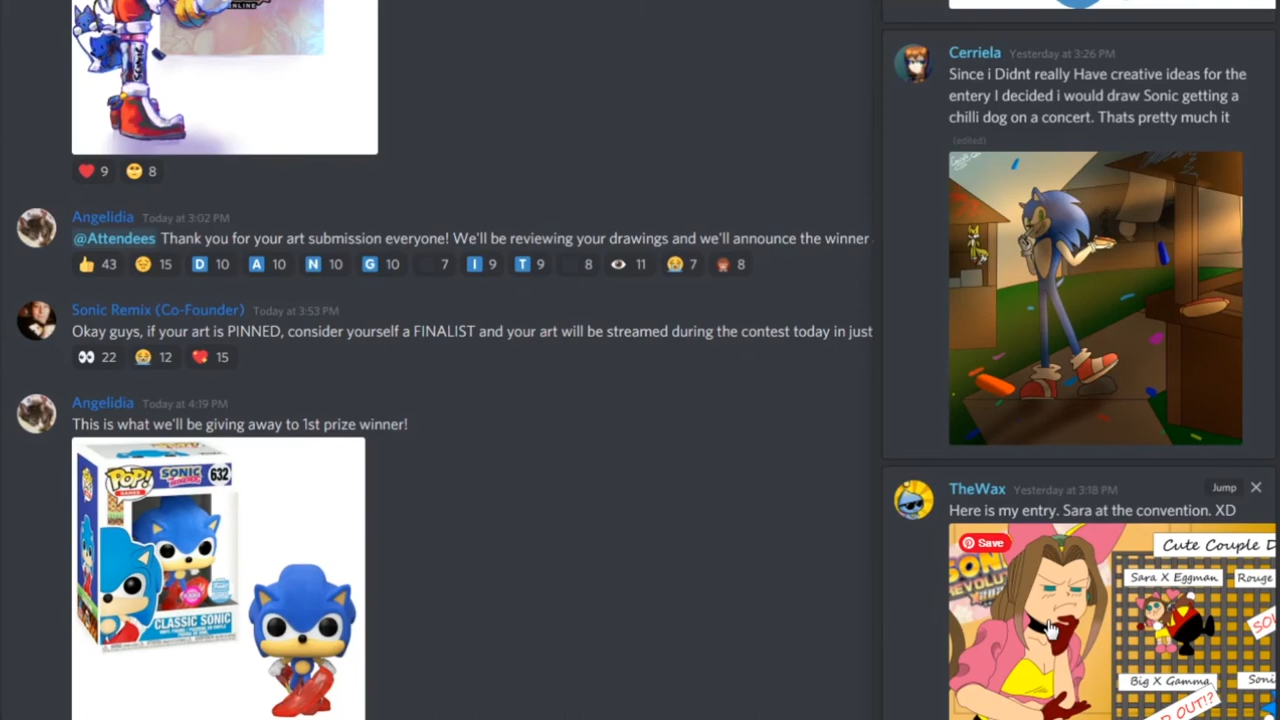 ONLINE
SONIC
9
8
Angelidia Today at 3:02 PM
@Attendees Thank you for your art submission everyone! We'll be reviewing your drawings and we'll announce the winner
43 15 D 10 A 10 N 10 G 10 7 I 9 T 9 8 11 7 8
Sonic Remix (Co-Founder) Today at 3:53 PM
Okay guys, if your art is PINNED, consider yourself a FINALIST and your art will be streamed during the contest today in just
22 12 15
Angelidia Today at 4:19 PM
This is what we'll be giving away to 1st prize winner!
POP!
GAMES
SONIC
632
CLASSIC SONIC
Cerriela Yesterday at 3:26 PM
Since i Didnt really Have creative ideas for the
entery I decided i would draw Sonic getting a
chilli dog on a concert. Thats pretty much it
(edited)
TheWax Yesterday at 3:18 PM
Jump
Here is my entry. Sara at the convention. XD
Save
Cute Couple D
Sara X Eggman
Rouge
SO
Big X Gamma
Soni
OUT!?